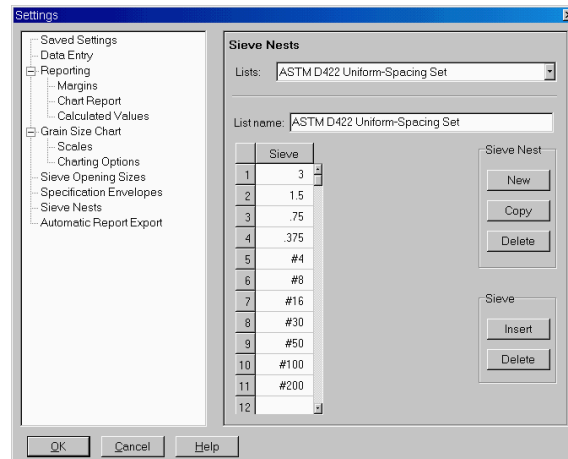 Settings
Saved Settings
Data Entry
Reporting
Margins
Chart Report
Calculated Values
Grain Size Chart
Scales
Charting Options
Sieve Opening Sizes
Specification Envelopes
Sieve Nests
Automatic Report Export
Sieve Nests
Lists: ASTM D422 Uniform-Spacing Set
List name: ASTM D422 Uniform-Spacing Set
Sieve
1 3
2 1.5
3 .75
4 .375
5 #4
6 #8
7 #16
8 #30
9 #50
10 #100
11 #200
12
Sieve Nest
New
Copy
Delete
Sieve
Insert
Delete
OK Cancel Help